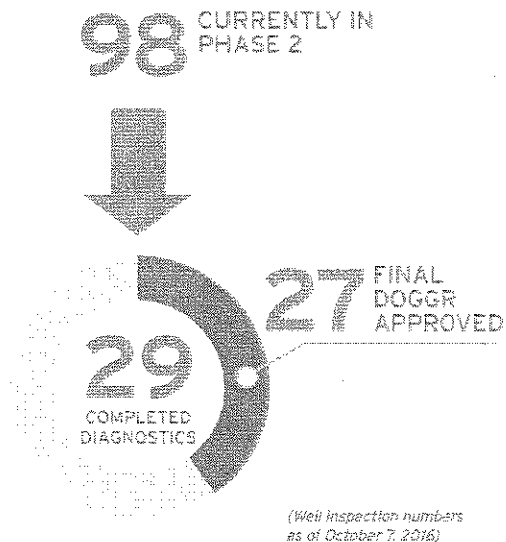 98 CURRENTLY IN
PHASE 2
27 FINAL
DOGGR
APPROVED
29
COMPLETED
DIAGNOSTICS
(Well inspection numbers
as of October 7, 2016)